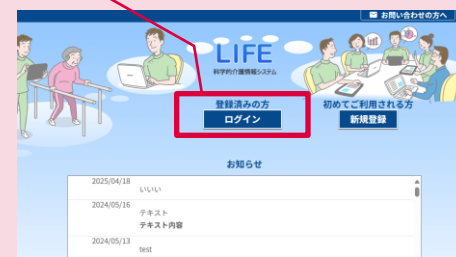 お問い合わせの方へ
LIFE
科学的介護情報システム
登録済みの方
ログイン
初めてご利用される方
新規登録
お知らせ
2025/04/18
いいい
2024/05/16
テキスト
テキスト内容
2024/05/13
test